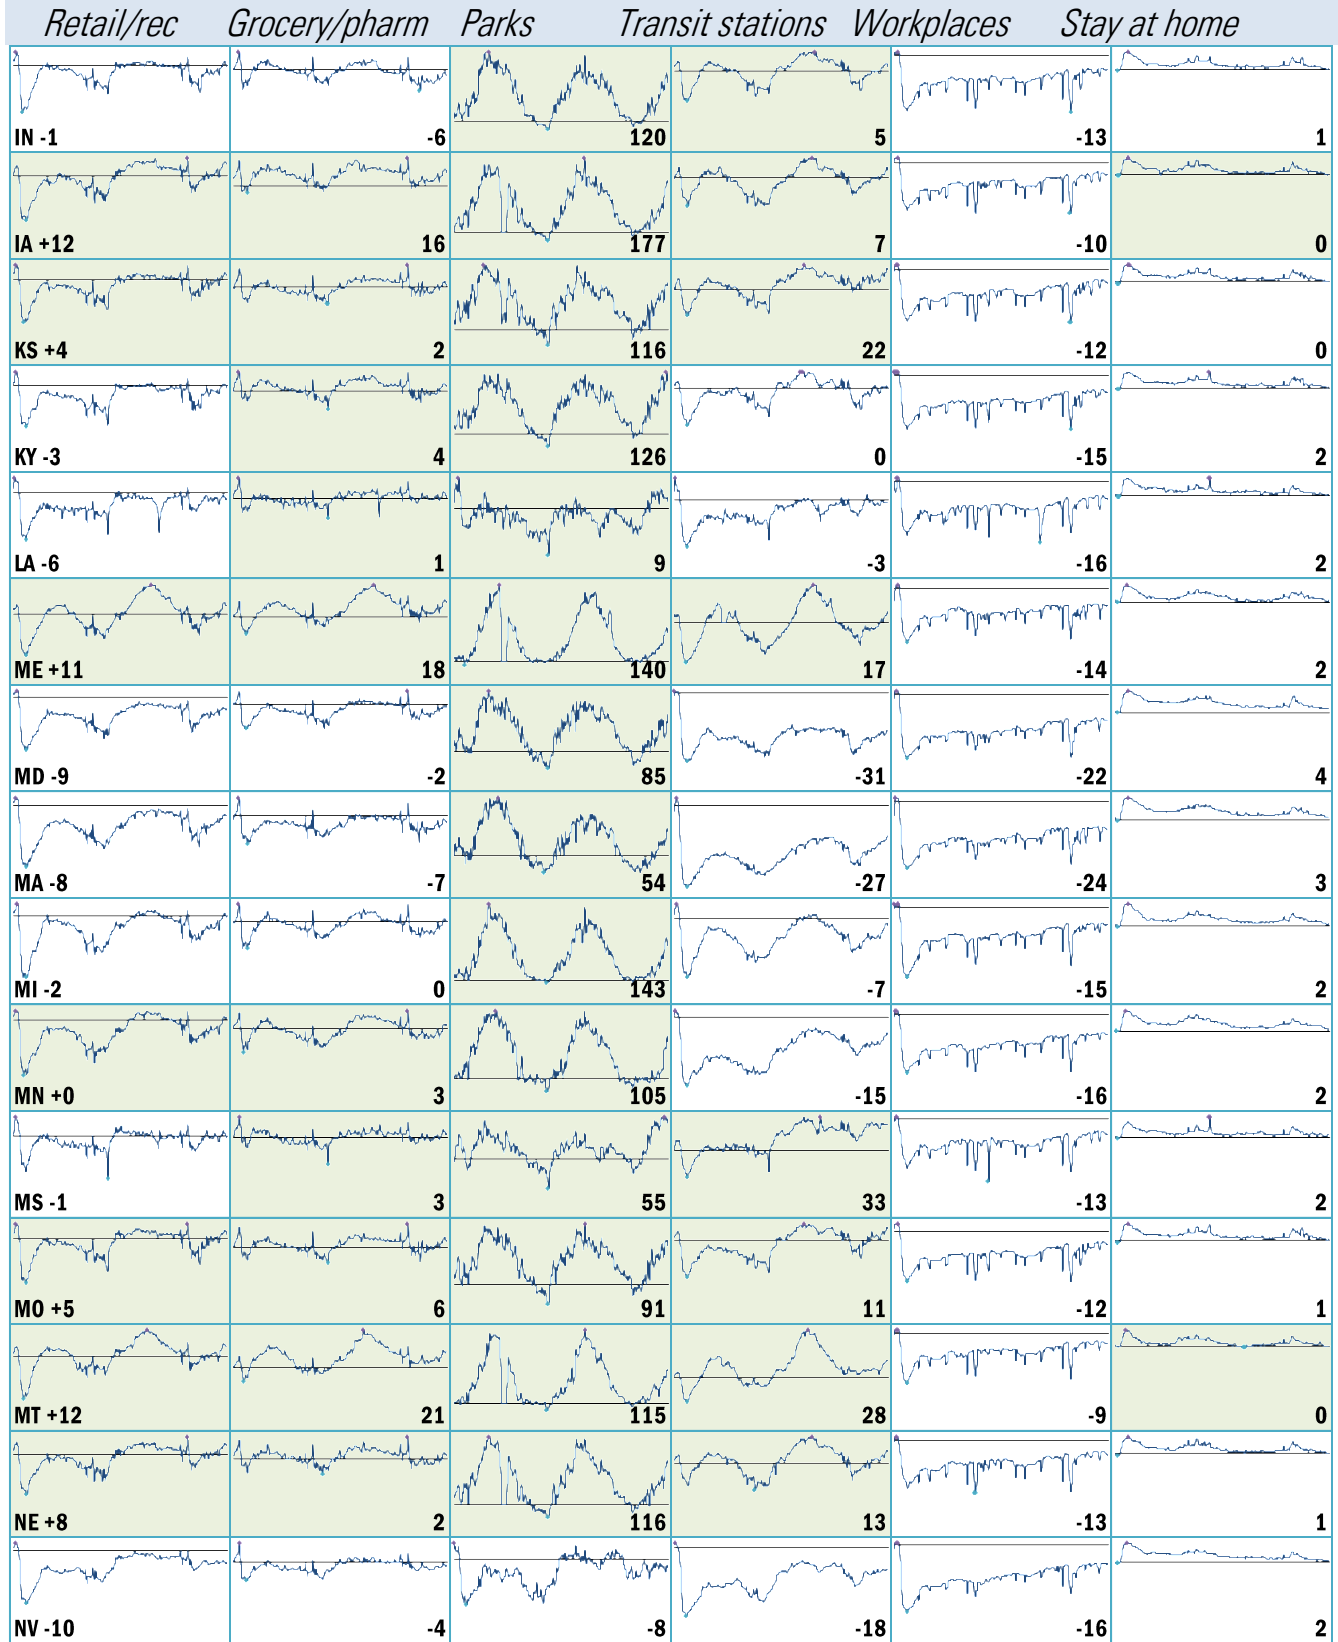 Retail/rec Grocery/pharm Parks Transit stations Workplaces Stay at home
IN -1 -6 120 5 -13 1
IA +12 16 177 7 -10 0
KS +4 2 116 22 -12 0
KY -3 4 126 0 -15 2
LA -6 1 9 -3 -16 2
ME +11 18 140 17 -14 2
MD -9 -2 85 -31 -22 4
MA -8 -7 54 -27 -24 3
MI -2 0 143 -7 -15 2
MN +0 3 105 -15 -16 2
MS -1 3 55 33 -13 2
MO +5 6 91 11 -12 1
MT +12 21 115 28 -9 0
NE +8 2 116 13 -13 1
NV -10 -4 -8 -18 -16 2